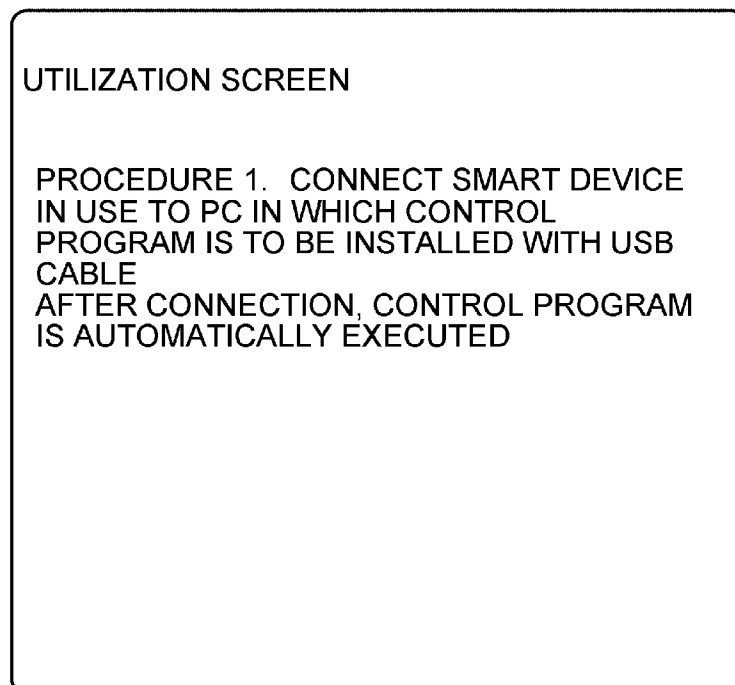 UTILIZATION SCREEN
PROCEDURE 1. CONNECT SMART DEVICE
IN USE TO PC IN WHICH CONTROL
PROGRAM IS TO BE INSTALLED WITH USB
CABLE
AFTER CONNECTION, CONTROL PROGRAM
IS AUTOMATICALLY EXECUTED